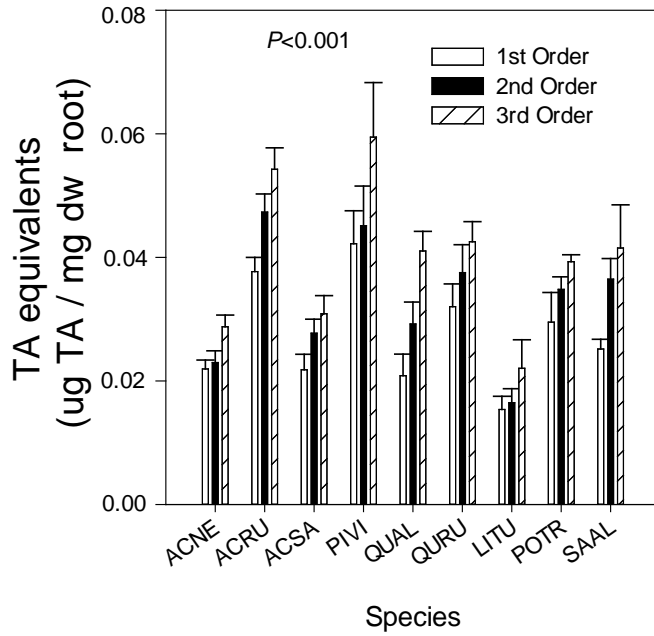 TA equivalents
(ug TA / mg dw root)
0.08
0.06
0.04
0.02
0.00
P<0.001
1st Order
2nd Order
3rd Order
ACNE
ACRU
ACSA
PIVI
QUAL
QURU
LITU
POTR
SAAL
Species